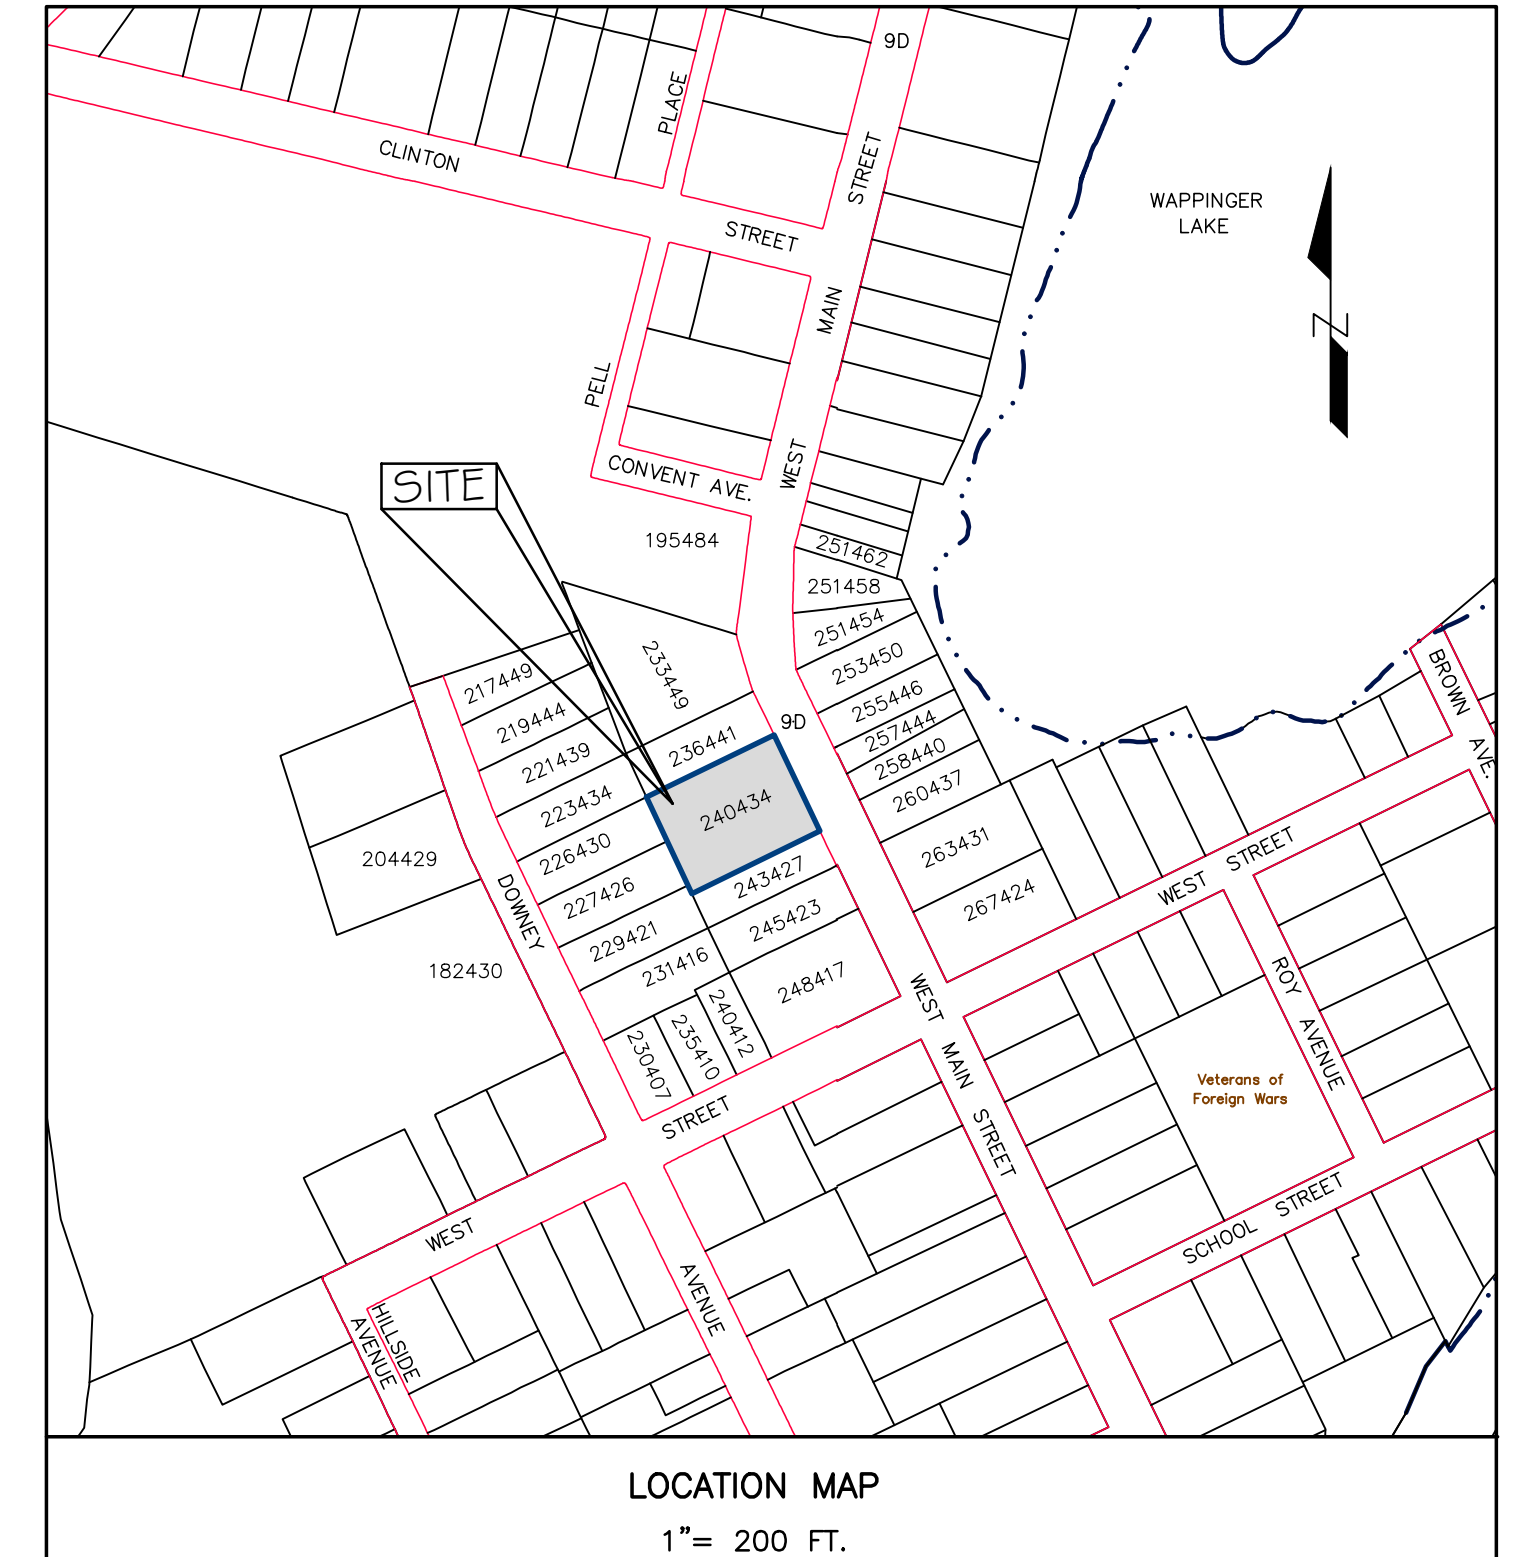 9D
PLACE
CLINTON
STREET
STREET
WAPPINGER
LAKE
MAIN
N
PELL
WEST
CONVENT AVE.
SITE
195484
251462
251458
251454
233449
253450
217449
255446
BROWN
219444
9D
257444
236441
AVE.
221439
258440
260437
223434
240434
226430
263431
STREET
204429
243427
WEST
227426
267424
DOWNEY
245423
229421
231416
182430
248417
ROY
WEST
240412
235410
230407
AVENUE
MAIN
Veterans of
Foreign Wars
STREET
STREET
STREET
WEST
SCHOOL
AVENUE
HILLSIDE
AVENUE
LOCATION MAP
1"= 200 FT.